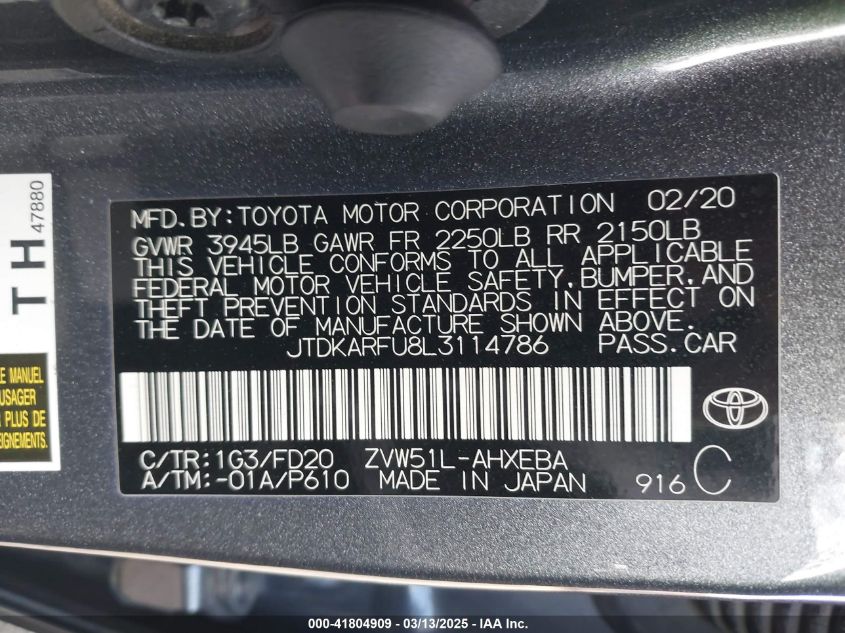 MFD.BY:TOYOTA MOTOR CORPORATION 02/20
GVWR 3945LB GAWR FR 2250LB RR 2150LB
THIS VEHICLE CONFORMS TO ALL APPLICABLE
FEDERAL MOTOR VEHICLE SAFETY,BUMPER,AND
THEFT PREVENTION STANDARDS IN EFFECT ON
THE DATE OF MANUFACTURE SHOWN ABOVE.
JTDKARFU8L3114786 PASS.CAR
C/TR:1G3/FD20 ZVW51L-AHXEBA
A/TM:-01A/P610 MADE IN JAPAN 916 C
TH
47880
LE MANUEL
USAGER
PLUS DE
EIGNEMENTS.
000-41804909 — 03/13/2025 — IAA Inc.